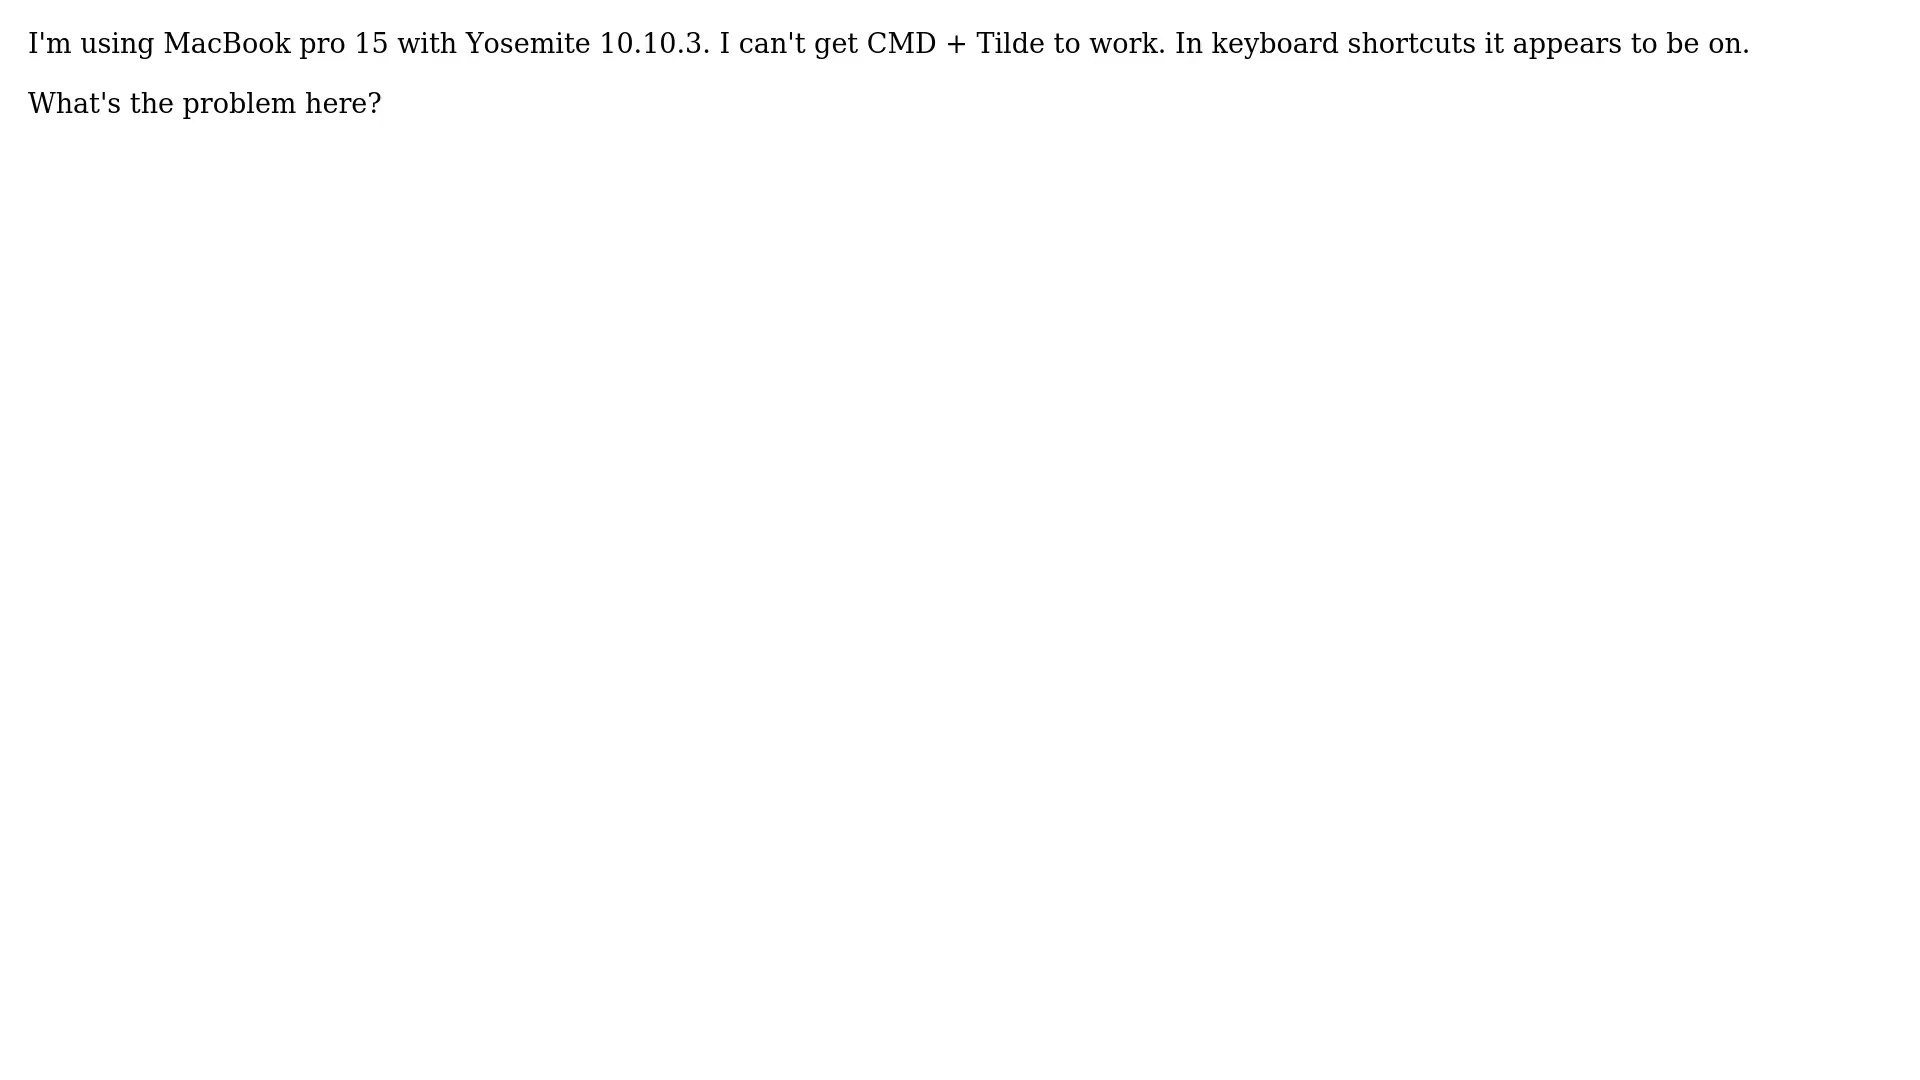 I'm using MacBook pro 15 with Yosemite 10.10.3. I can't get CMD + Tilde to work. In keyboard shortcuts it appears to be on.
What's the problem here?